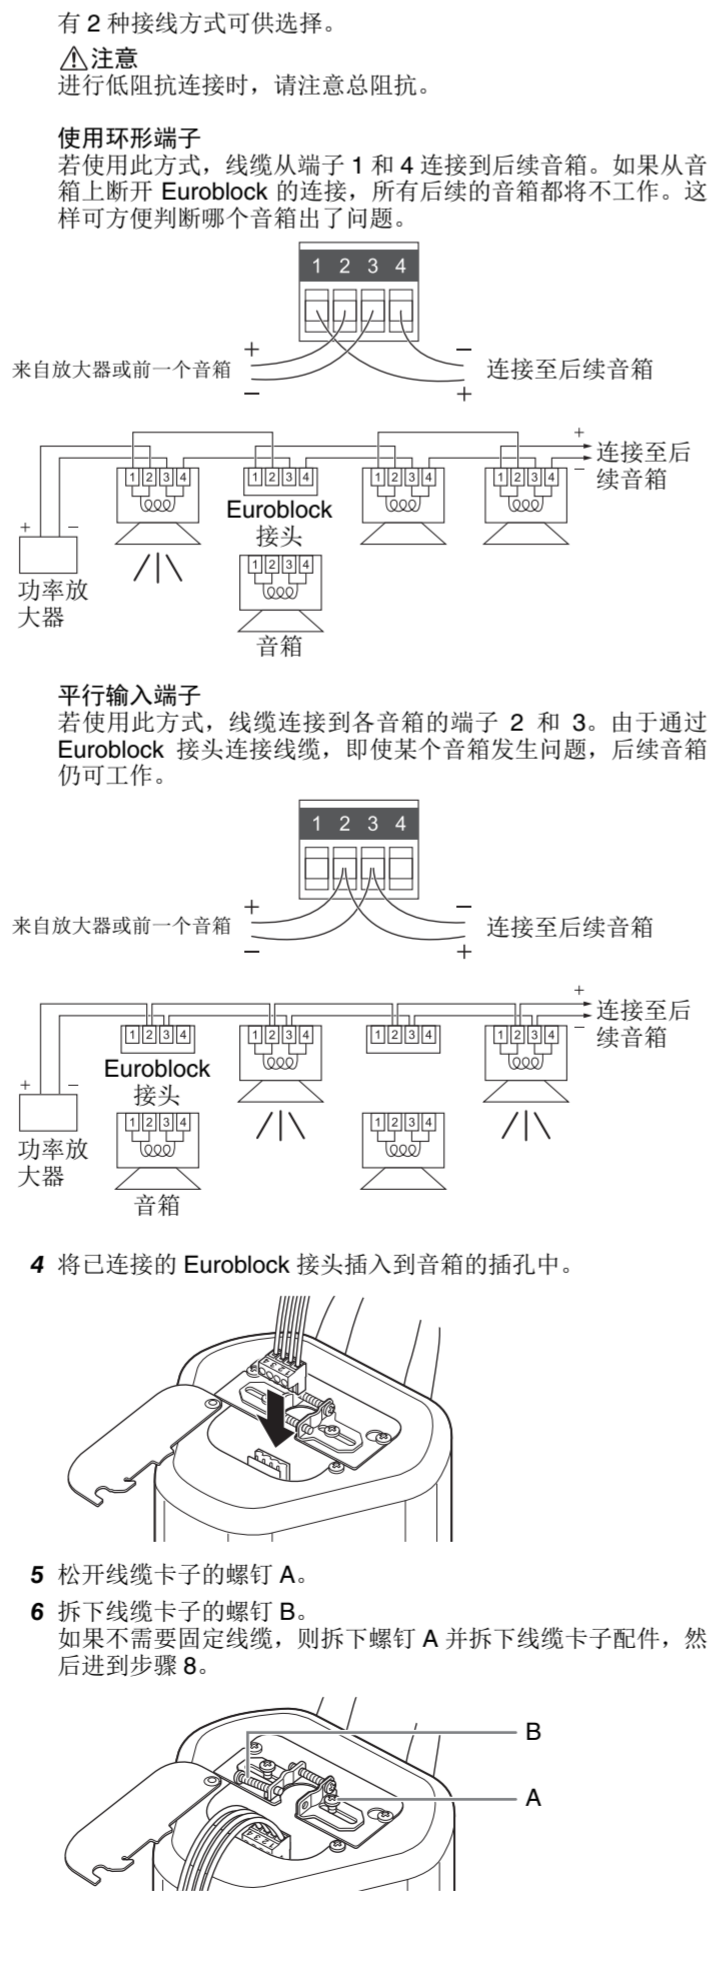 有 2 种接线方式可供选择。
注意
进行低阻抗连接时，请注意总阻抗。
使用环形端子
若使用此方式，线缆从端子 1 和 4 连接到后续音箱。如果从音
箱上断开 Euroblock 的连接，所有后续的音箱都将不工作。这
样可方便判断哪个音箱出了问题。
1 2 3 4
+ −
来自放大器或前一个音箱 连接至后续音箱
− +
+
连接至后
−
续音箱
1 2 3 4 1 2 3 4 1 2 3 4 1 2 3 4
Euroblock
接头
+ −
1 2 3 4
功率放
大器
音箱
平行输入端子
若使用此方式，线缆连接到各音箱的端子 2 和 3。由于通过
Euroblock 接头连接线缆，即使某个音箱发生问题，后续音箱
仍可工作。
1 2 3 4
+ −
来自放大器或前一个音箱 连接至后续音箱
− +
+
连接至后
−
续音箱
1 2 3 4 1 2 3 4 1 2 3 4 1 2 3 4
Euroblock
接头
+ −
1 2 3 4 1 2 3 4
功率放
大器
音箱
4 将已连接的 Euroblock 接头插入到音箱的插孔中。
5 松开线缆卡子的螺钉 A。
6 拆下线缆卡子的螺钉 B。
如果不需要固定线缆，则拆下螺钉 A 并拆下线缆卡子配件，然
后进到步骤 8。
B
A